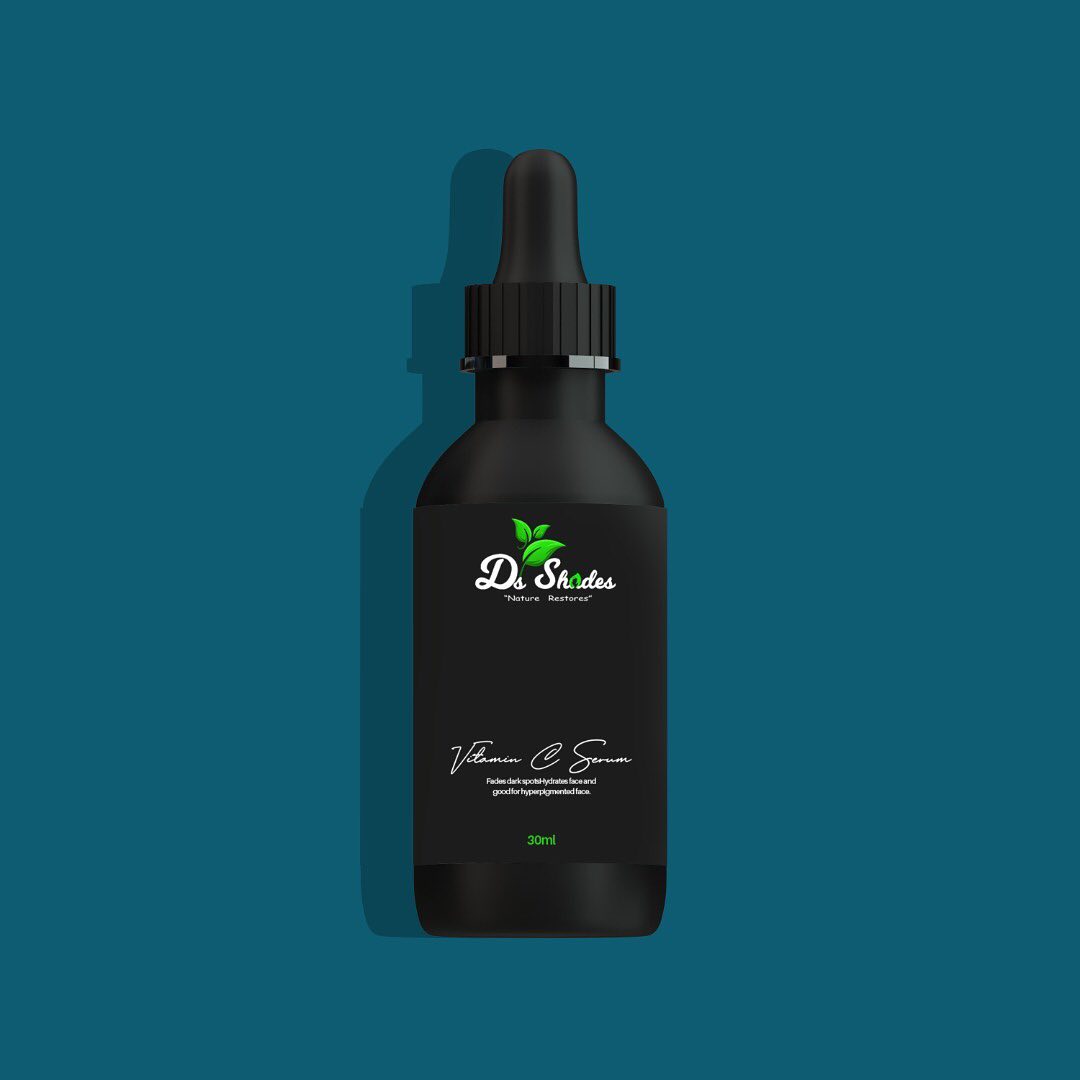 Ds Shades
"Nature Restores"
Vitamin C Serum
Fades dark spotsHydrates face and
good for hyperpigmented face.
30ml